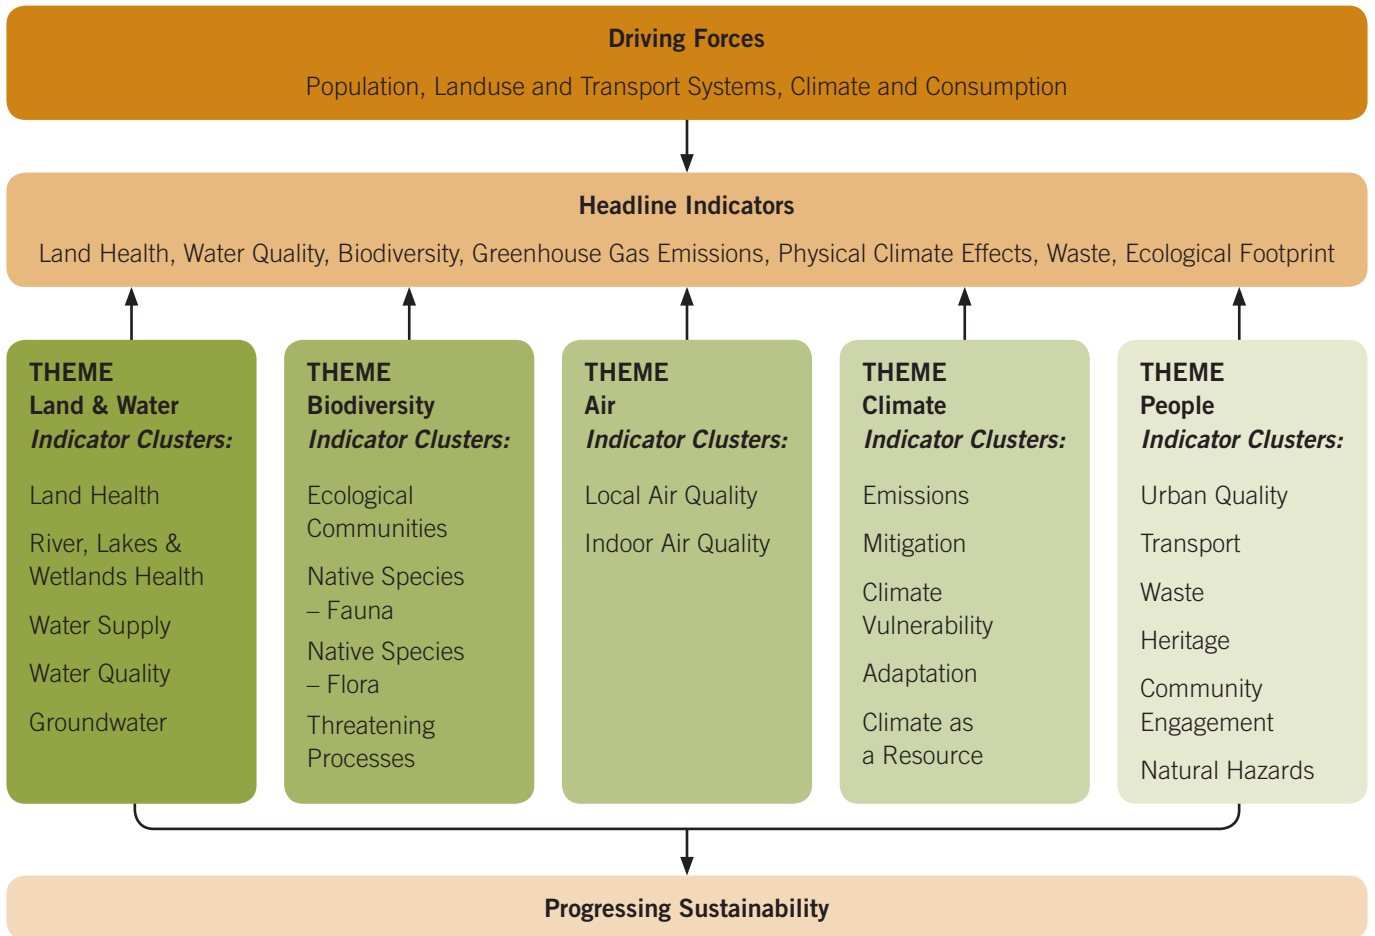 Driving Forces
Population, Landuse and Transport Systems, Climate and Consumption
Headline Indicators
Land Health, Water Quality, Biodiversity, Greenhouse Gas Emissions, Physical Climate Effects, Waste, Ecological Footprint
THEME
Land & Water
Indicator Clusters:
Land Health
River, Lakes &
Wetlands Health
Water Supply
Water Quality
Groundwater
THEME
Biodiversity
Indicator Clusters:
Ecological
Communities
Native Species
– Fauna
Native Species
– Flora
Threatening
Processes
THEME
Air
Indicator Clusters:
Local Air Quality
Indoor Air Quality
THEME
Climate
Indicator Clusters:
Emissions
Mitigation
Climate
Vulnerability
Adaptation
Climate as
a Resource
THEME
People
Indicator Clusters:
Urban Quality
Transport
Waste
Heritage
Community
Engagement
Natural Hazards
Progressing Sustainability